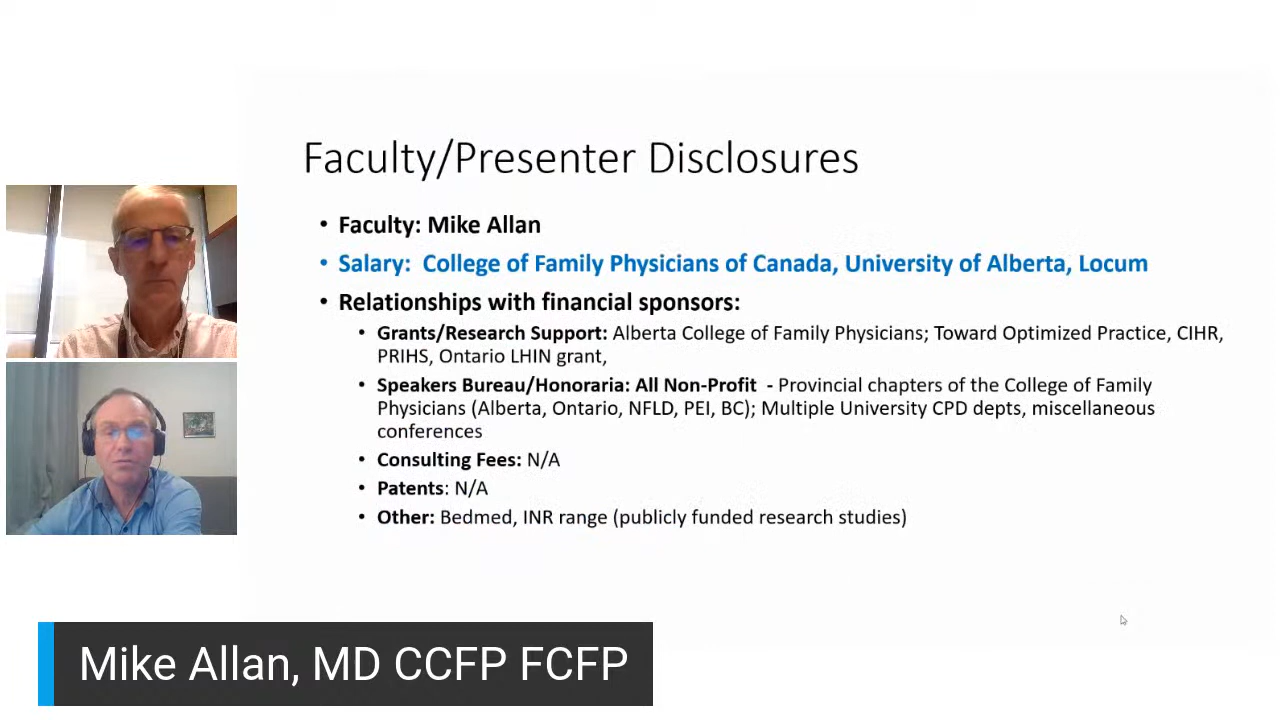 Faculty/Presenter Disclosures
• Faculty: Mike Allan
• Salary:  College of Family Physicians of Canada, University of Alberta, Locum
• Relationships with financial sponsors:
• Grants/Research Support: Alberta College of Family Physicians; Toward Optimized Practice, CIHR,
PRIHS, Ontario LHIN grant,
• Speakers Bureau/Honoraria: All Non-Profit  - Provincial chapters of the College of Family
Physicians (Alberta, Ontario, NFLD, PEI, BC); Multiple University CPD depts, miscellaneous
conferences
• Consulting Fees: N/A
• Patents: N/A
• Other: Bedmed, INR range (publicly funded research studies)
Mike Allan, MD CCFP FCFP